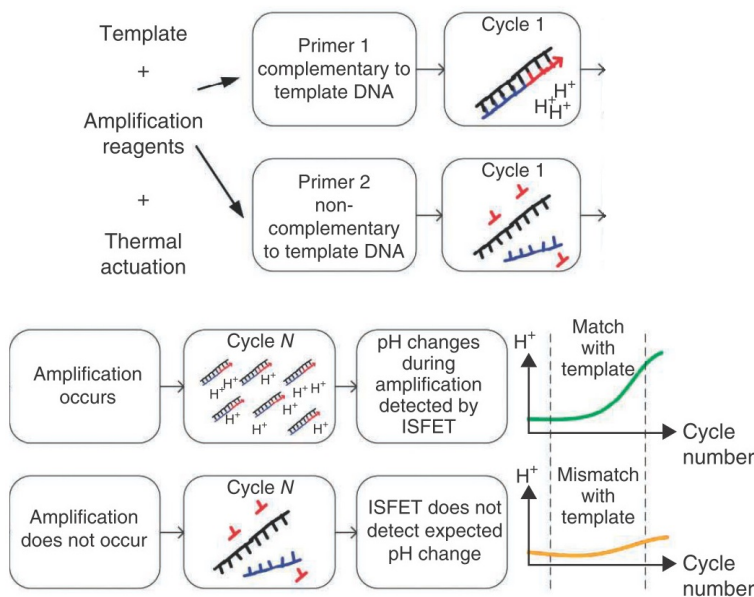 Template
+
Amplification
reagents
+
Thermal
actuation
Primer 1
complementary to
template DNA
Cycle 1
H⁺
H⁺
H⁺
Primer 2
non-
complementary
to template DNA
Cycle 1
Amplification
occurs
Cycle N
H⁺
H⁺
H⁺
H⁺
H⁺
H⁺
H⁺
H⁺
H⁺
pH changes
during
amplification
detected by
ISFET
H⁺
Match
with
template
Cycle
number
Amplification
does not occur
Cycle N
ISFET does not
detect expected
pH change
H⁺
Mismatch
with
template
Cycle
number